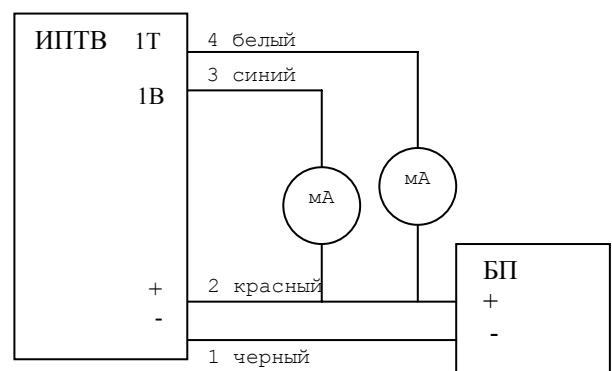 ИПТВ 1Т
4 белый
3 синий
1В
мА
мА
БП
+
-
2 красный
+
-
1 черный